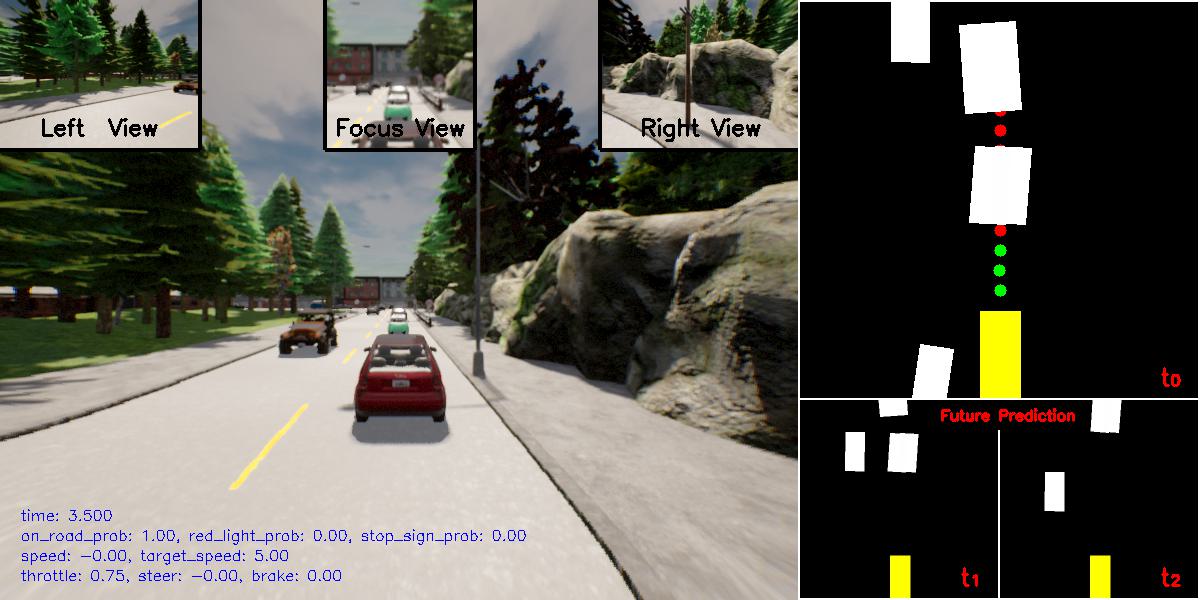 Left View
Focus View
Right View
t0
Future Prediction
time: 3.500
on_road_prob: 1.00, red_light_prob: 0.00, stop_sign_prob: 0.00
speed: -0.00, target_speed: 5.00
throttle: 0.75, steer: -0.00, brake: 0.00
t1
t2